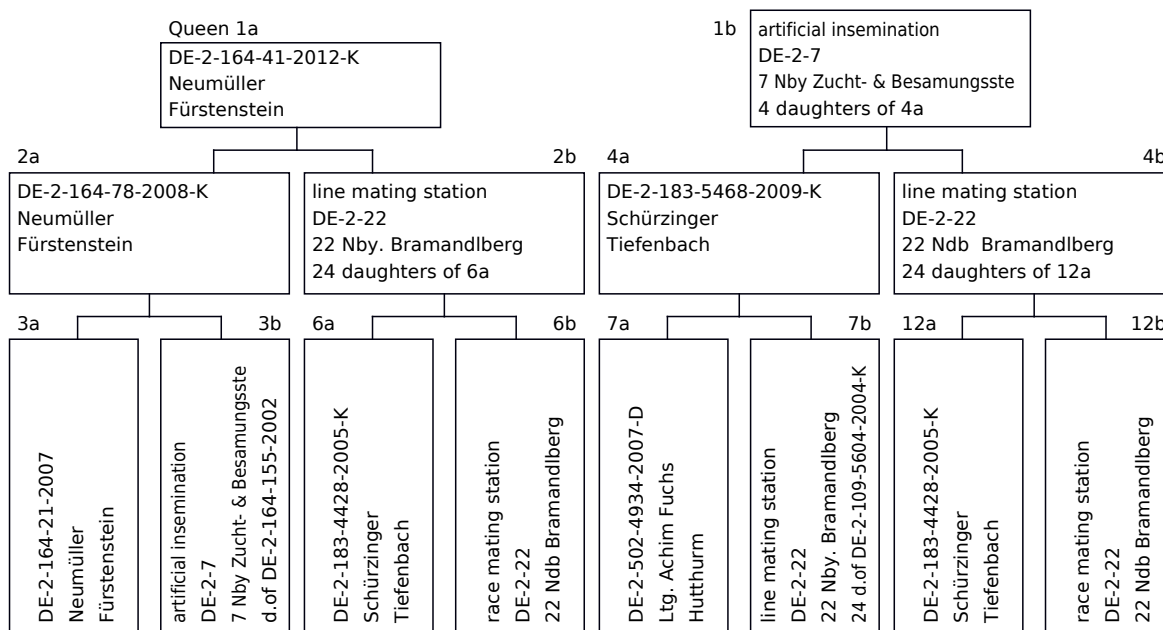 Queen 1a
DE-2-164-41-2012-K
Neumüller
Fürstenstein
1b
artificial insemination
DE-2-7
7 Nby Zucht- & Besamungsste
4 daughters of 4a
2a
DE-2-164-78-2008-K
Neumüller
Fürstenstein
2b
line mating station
DE-2-22
22 Nby. Bramandlberg
24 daughters of 6a
4a
DE-2-183-5468-2009-K
Schürzinger
Tiefenbach
4b
line mating station
DE-2-22
22 Ndb Bramandlberg
24 daughters of 12a
3a
DE-2-164-21-2007
Neumüller
Fürstenstein
3b
artificial insemination
DE-2-7
7 Nby Zucht- & Besamungsste
d.of DE-2-164-155-2002
6a
DE-2-183-4428-2005-K
Schürzinger
Tiefenbach
6b
race mating station
DE-2-22
22 Ndb Bramandlberg
7a
DE-2-502-4934-2007-D
Ltg. Achim Fuchs
Hutthurm
7b
line mating station
DE-2-22
22 Nby. Bramandlberg
24 d.of DE-2-109-5604-2004-K
12a
DE-2-183-4428-2005-K
Schürzinger
Tiefenbach
12b
race mating station
DE-2-22
22 Ndb Bramandlberg